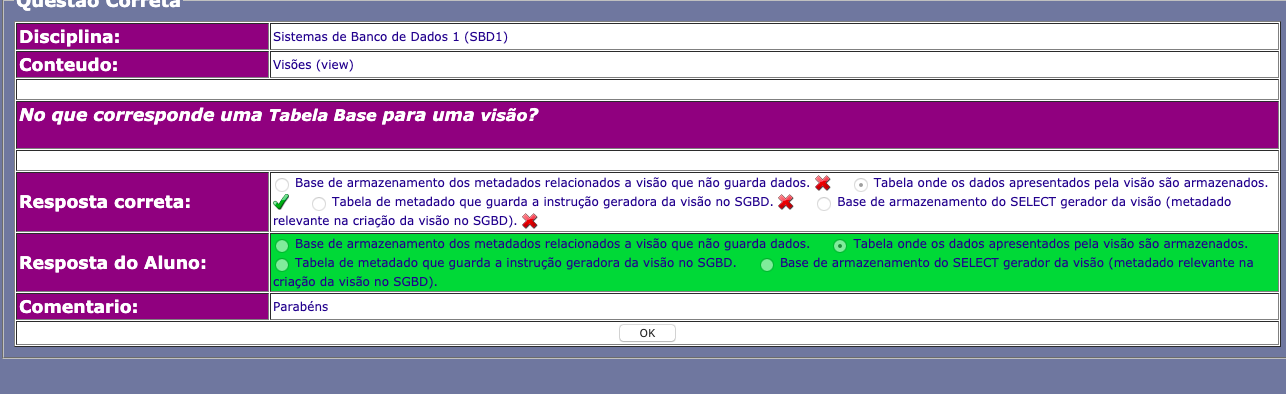 Questão Correta
Disciplina: Sistemas de Banco de Dados 1 (SBD1)
Conteudo: Visões (view)
No que corresponde uma Tabela Base para uma visão?
Resposta correta:
Base de armazenamento dos metadados relacionados a visão que não guarda dados. Tabela onde os dados apresentados pela visão são armazenados.
Tabela de metadado que guarda a instrução geradora da visão no SGBD. Base de armazenamento do SELECT gerador da visão (metadado
relevante na criação da visão no SGBD).
Resposta do Aluno:
Base de armazenamento dos metadados relacionados a visão que não guarda dados. Tabela onde os dados apresentados pela visão são armazenados.
Tabela de metadado que guarda a instrução geradora da visão no SGBD. Base de armazenamento do SELECT gerador da visão (metadado relevante na
criação da visão no SGBD).
Comentario: Parabéns
OK